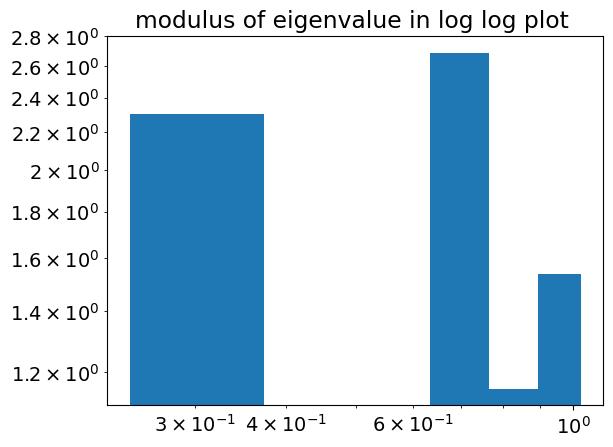 modulus of eigenvalue in log log plot
2.8 × 10⁰
2.6 × 10⁰
2.4 × 10⁰
2.2 × 10⁰
2 × 10⁰
1.8 × 10⁰
1.6 × 10⁰
1.4 × 10⁰
1.2 × 10⁰
3 × 10⁻¹ 4 × 10⁻¹ 6 × 10⁻¹ 10⁰